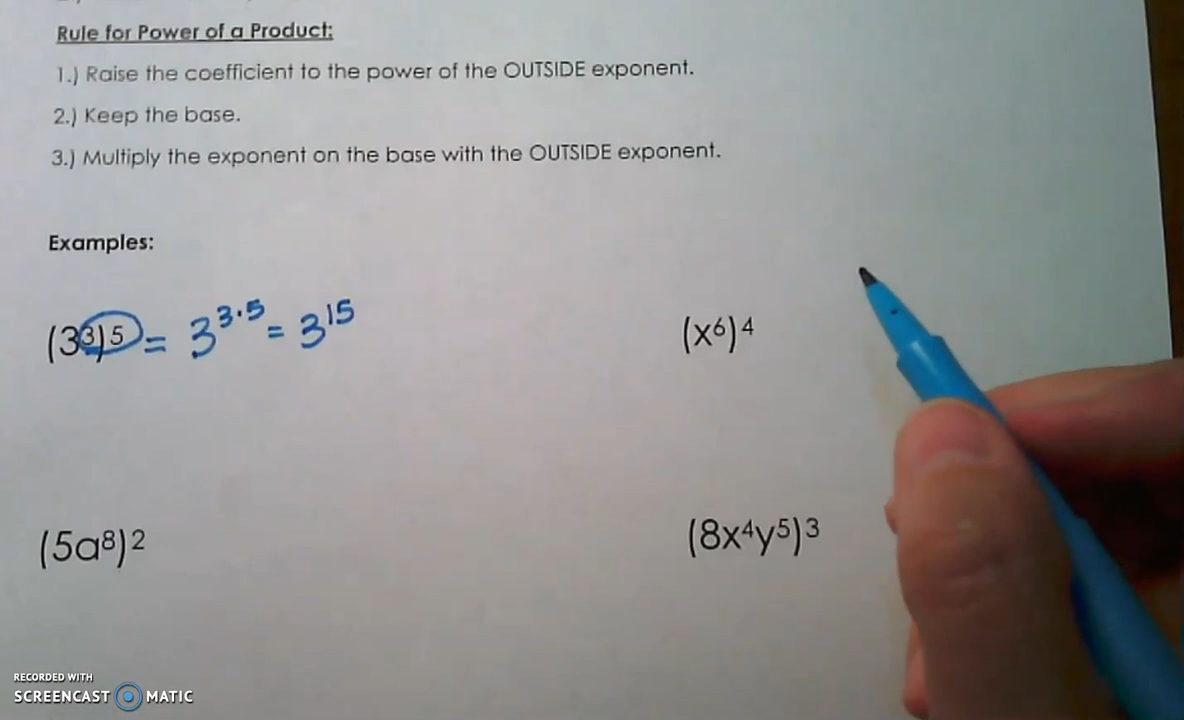 Rule for Power of a Product:
1.) Raise the coefficient to the power of the OUTSIDE exponent.
2.) Keep the base.
3.) Multiply the exponent on the base with the OUTSIDE exponent.
Examples:
(3³)⁵ = 3³·⁵ = 3¹⁵
(x⁶)⁴
(5a⁸)²
(8x⁴y⁵)³
RECORDED WITH
SCREENCAST MATIC